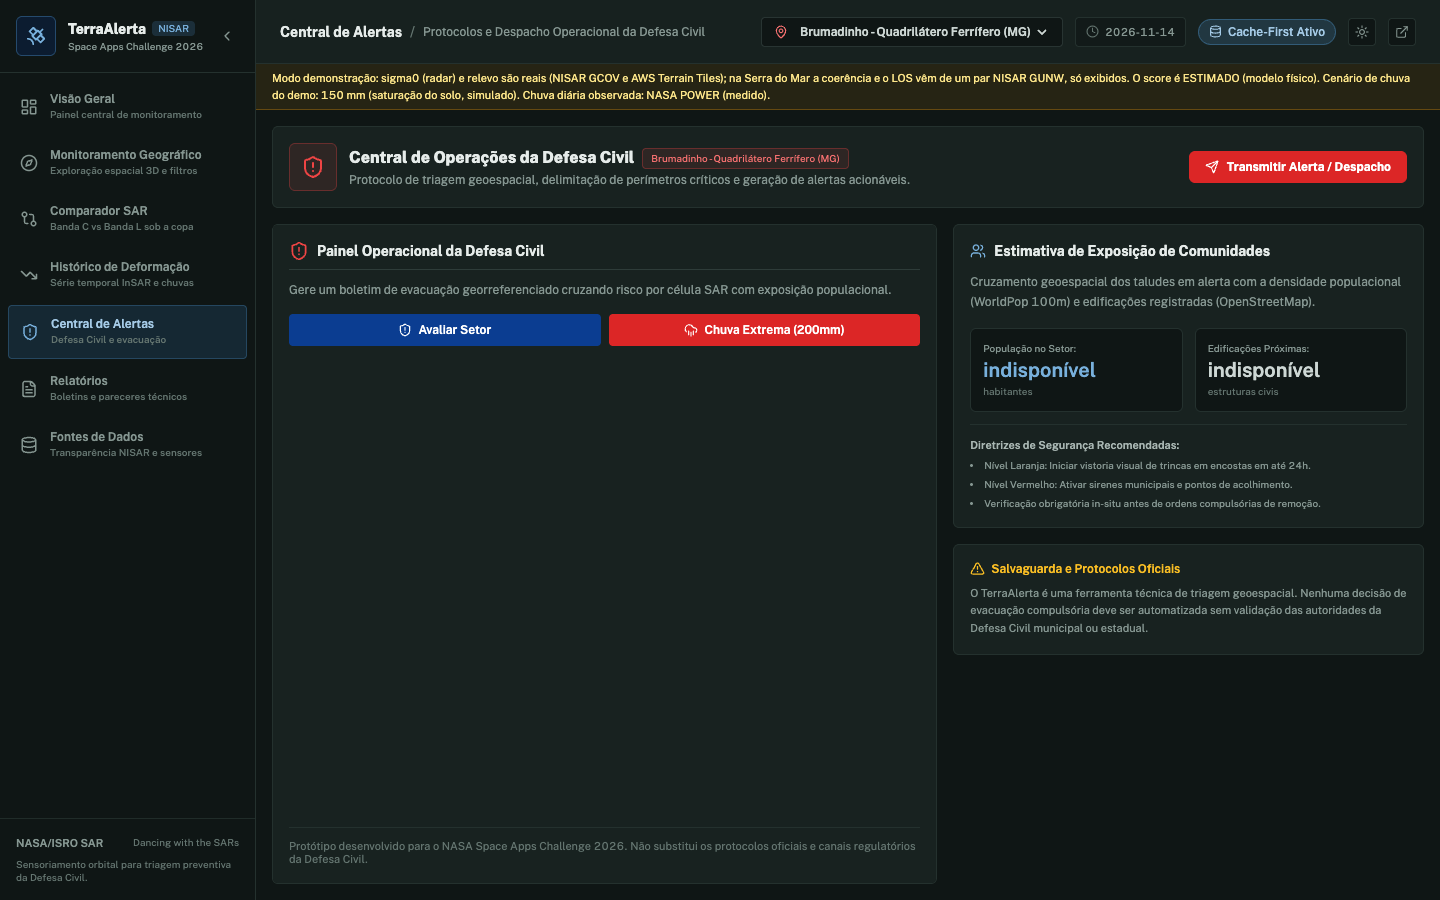 TerraAlerta NISAR
Space Apps Challenge 2026
Visão Geral
Painel central de monitoramento
Monitoramento Geográfico
Exploração espacial 3D e filtros
Comparador SAR
Banda C vs Banda L sob a copa
Histórico de Deformação
Série temporal InSAR e chuvas
Central de Alertas
Defesa Civil e evacuação
Relatórios
Boletins e pareceres técnicos
Fontes de Dados
Transparência NISAR e sensores
NASA/ISRO SAR Dancing with the SARs
Sensoriamento orbital para triagem preventiva
da Defesa Civil.
Central de Alertas / Protocolos e Despacho Operacional da Defesa Civil
Brumadinho - Quadrilátero Ferrífero (MG)
2026-11-14
Cache-First Ativo
Modo demonstração: sigma0 (radar) e relevo são reais (NISAR GCOV e AWS Terrain Tiles); na Serra do Mar a coerência e o LOS vêm de um par NISAR GUNW, só exibidos. O score é ESTIMADO (modelo físico). Cenário de chuva
do demo: 150 mm (saturação do solo, simulado). Chuva diária observada: NASA POWER (medido).
Central de Operações da Defesa Civil Brumadinho - Quadrilátero Ferrífero (MG)
Protocolo de triagem geoespacial, delimitação de perímetros críticos e geração de alertas acionáveis.
Transmitir Alerta / Despacho
Painel Operacional da Defesa Civil
Gere um boletim de evacuação georreferenciado cruzando risco por célula SAR com exposição populacional.
Avaliar Setor
Chuva Extrema (200mm)
Protótipo desenvolvido para o NASA Space Apps Challenge 2026. Não substitui os protocolos oficiais e canais regulatórios
da Defesa Civil.
Estimativa de Exposição de Comunidades
Cruzamento geoespacial dos taludes em alerta com a densidade populacional
(WorldPop 100m) e edificações registradas (OpenStreetMap).
População no Setor:
indisponível
habitantes
Edificações Próximas:
indisponível
estruturas civis
Diretrizes de Segurança Recomendadas:
• Nível Laranja: Iniciar vistoria visual de trincas em encostas em até 24h.
• Nível Vermelho: Ativar sirenes municipais e pontos de acolhimento.
• Verificação obrigatória in-situ antes de ordens compulsórias de remoção.
Salvaguarda e Protocolos Oficiais
O TerraAlerta é uma ferramenta técnica de triagem geoespacial. Nenhuma decisão de
evacuação compulsória deve ser automatizada sem validação das autoridades da
Defesa Civil municipal ou estadual.